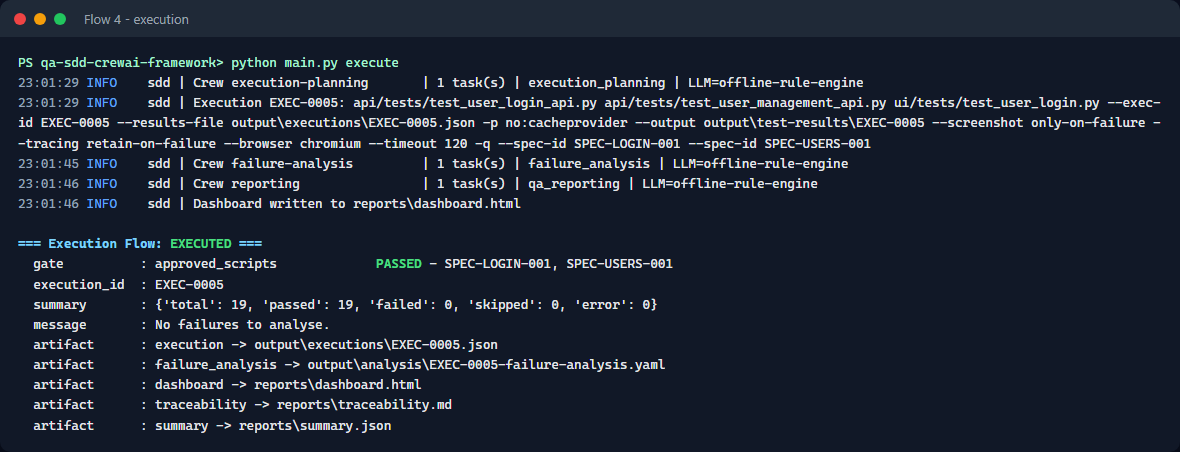 Flow 4 - execution
PS qa-sdd-crewai-framework> python main.py execute
23:01:29 INFO    sdd | Crew execution-planning       | 1 task(s) | execution_planning | LLM=offline-rule-engine
23:01:29 INFO    sdd | Execution EXEC-0005: api/tests/test_user_login_api.py api/tests/test_user_management_api.py ui/tests/test_user_login.py --exec-
id EXEC-0005 --results-file output\executions\EXEC-0005.json -p no:cacheprovider --output output\test-results\EXEC-0005 --screenshot only-on-failure -
-tracing retain-on-failure --browser chromium --timeout 120 -q --spec-id SPEC-LOGIN-001 --spec-id SPEC-USERS-001
23:01:45 INFO    sdd | Crew failure-analysis         | 1 task(s) | failure_analysis | LLM=offline-rule-engine
23:01:46 INFO    sdd | Crew reporting                | 1 task(s) | qa_reporting | LLM=offline-rule-engine
23:01:46 INFO    sdd | Dashboard written to reports\dashboard.html
=== Execution Flow: EXECUTED ===
  gate          : approved_scripts             PASSED - SPEC-LOGIN-001, SPEC-USERS-001
  execution_id  : EXEC-0005
  summary       : {'total': 19, 'passed': 19, 'failed': 0, 'skipped': 0, 'error': 0}
  message       : No failures to analyse.
  artifact      : execution -> output\executions\EXEC-0005.json
  artifact      : failure_analysis -> output\analysis\EXEC-0005-failure-analysis.yaml
  artifact      : dashboard -> reports\dashboard.html
  artifact      : traceability -> reports\traceability.md
  artifact      : summary -> reports\summary.json